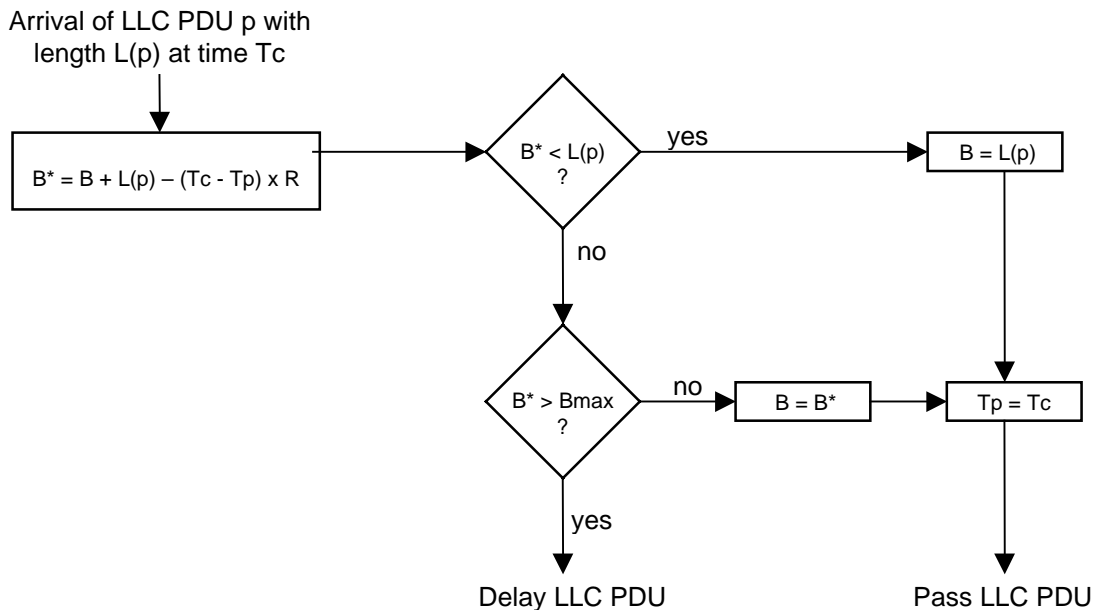 Arrival of LLC PDU p with
length L(p) at time Tc
B* = B + L(p) – (Tc - Tp) x R
B* < L(p)
?
yes
B = L(p)
no
B* > Bmax
?
no
B = B*
Tp = Tc
yes
Delay LLC PDU
Pass LLC PDU